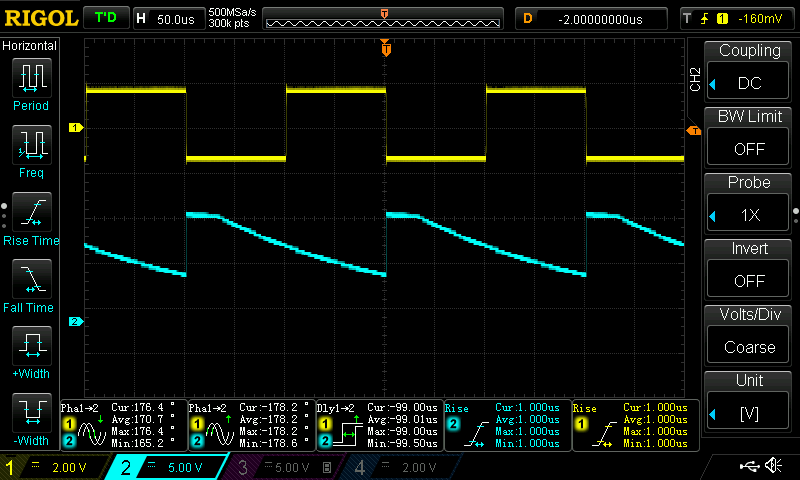 RIGOL T'D H 50.0us 500MSa/s D -2.00000000us T 1 -160mV
300k pts
T
Horizontal
Period
Freq
Rise Time
Fall Time
+Width
-Width
T
1
2
T
CH2
Coupling
DC
BW Limit
OFF
Probe
1X
Invert
OFF
Volts/Div
Coarse
Unit
[V]
Pha1→2 Cur:176.4 °
Avg:170.7 °
Max:176.4 °
Min:165.2 °
1
2
Pha1→2 Cur:-178.2 °
Avg:-178.2 °
Max:-178.2 °
Min:-178.6 °
1
2
Dly1→2 Cur:-99.00us
Avg:-99.01us
Max:-99.00us
Min:-99.50us
1
2
Rise Cur:1.000us
Avg:1.000us
Max:1.000us
Min:1.000us
2
Rise Cur:1.000us
Avg:1.000us
Max:1.000us
Min:1.000us
1
1 2.00 V 2 5.00 V 3 5.00 V B 4 2.00 V